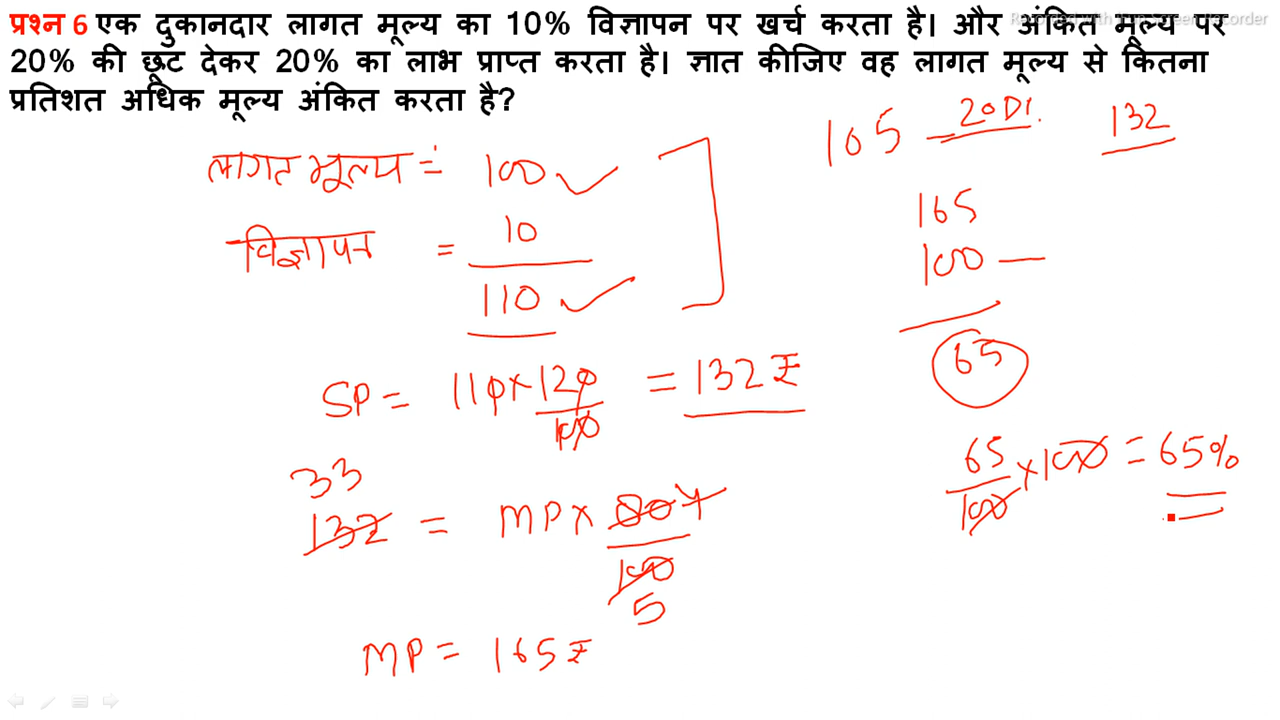 प्रश्न 6 एक दुकानदार लागत मूल्य का 10% विज्ञापन पर खर्च करता है। और अंकित मूल्य पर
20% की छूट देकर 20% का लाभ प्राप्त करता है। ज्ञात कीजिए वह लागत मूल्य से कितना
प्रतिशत अधिक मूल्य अंकित करता है?
लागत मूल्य = 100
विज्ञापन = 10
110
SP = 110 × 120/100 = 132 ₹
33
132 = MP × 80 4
100
5
MP = 165 ₹
165 20 DI. 132
165
100 —
65
65/100 × 100 = 65%